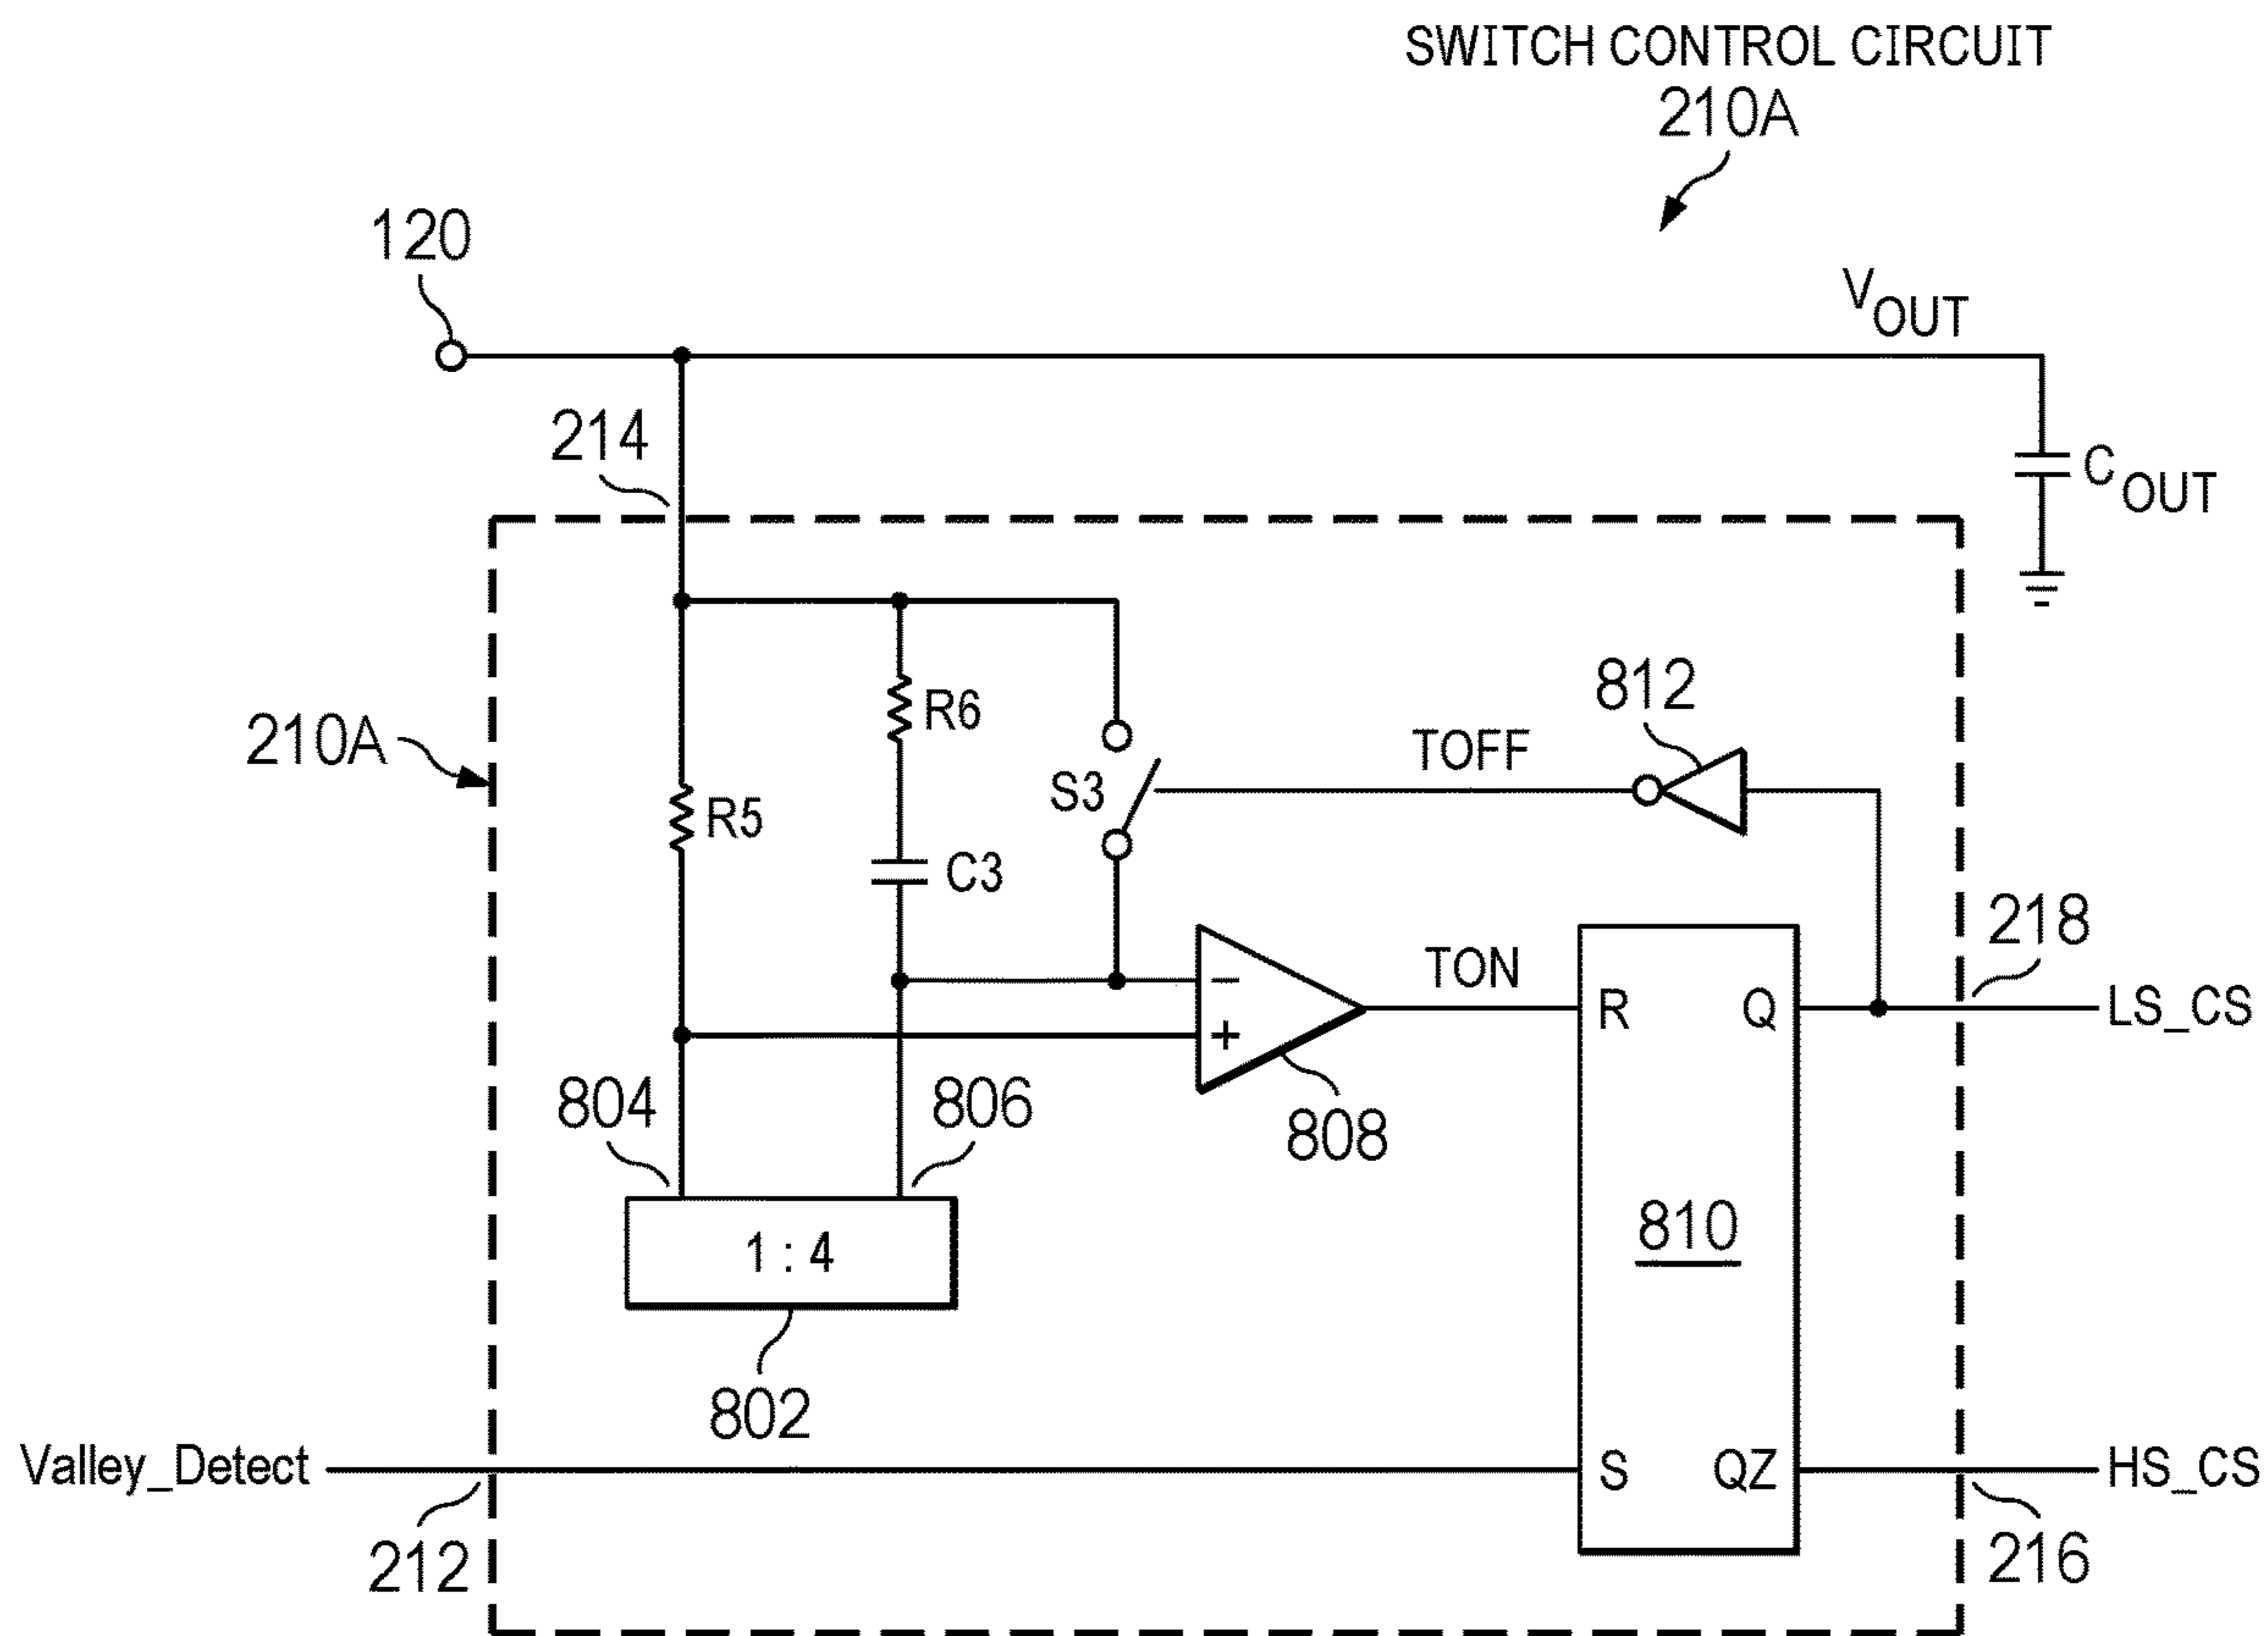 SWITCH CONTROL CIRCUIT
210A
120
VOUT
214
COUT
812
R6
210A
TOFF
S3
R5
C3
218
TON
R
Q
LS_CS
−
+
804
806
808
810
1 : 4
802
Valley_Detect
S
QZ
HS_CS
212
216